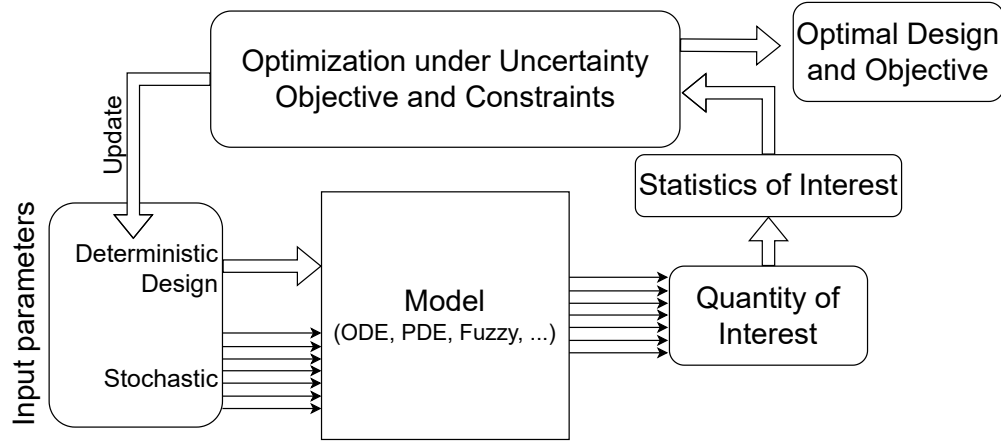 Optimization under Uncertainty
Objective and Constraints
Optimal Design
and Objective
Update
Statistics of Interest
Input parameters
Deterministic
Design
Stochastic
Model
(ODE, PDE, Fuzzy, ...)
Quantity of
Interest